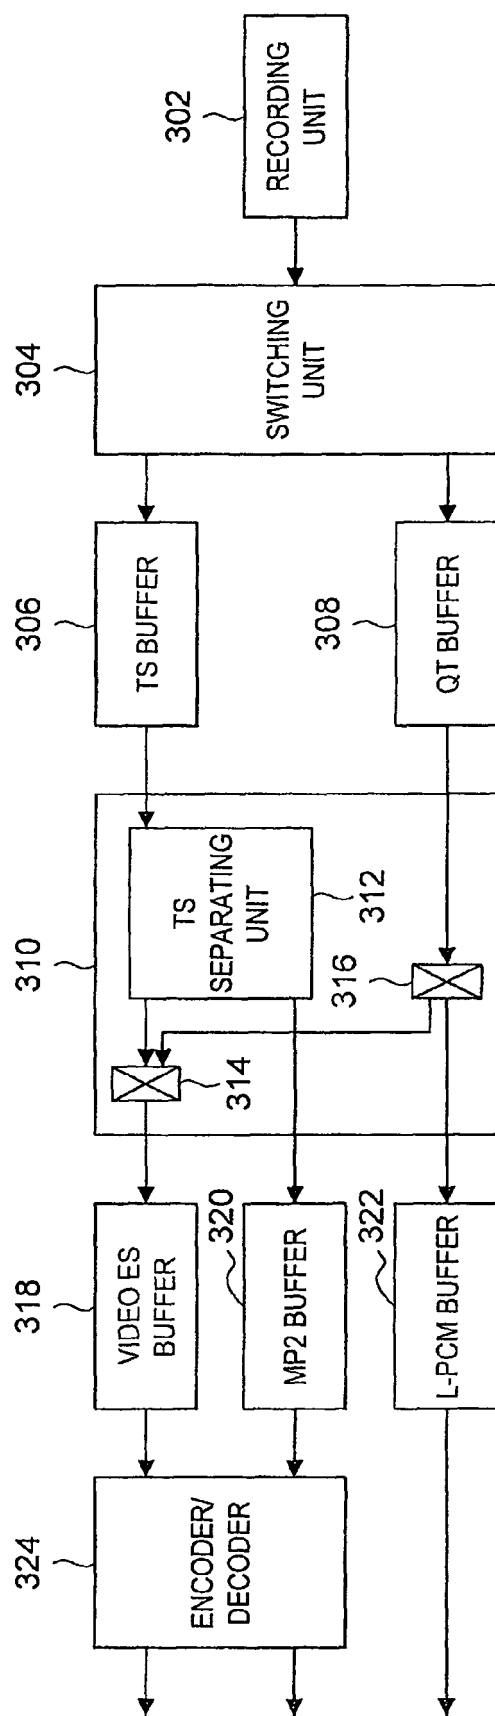 302
RECORDING
UNIT
304
SWITCHING
UNIT
306
TS BUFFER
308
QT BUFFER
310
TS
SEPARATING
UNIT
312
314
316
318
VIDEO ES
BUFFER
320
MP2 BUFFER
322
L-PCM BUFFER
324
ENCODER/
DECODER